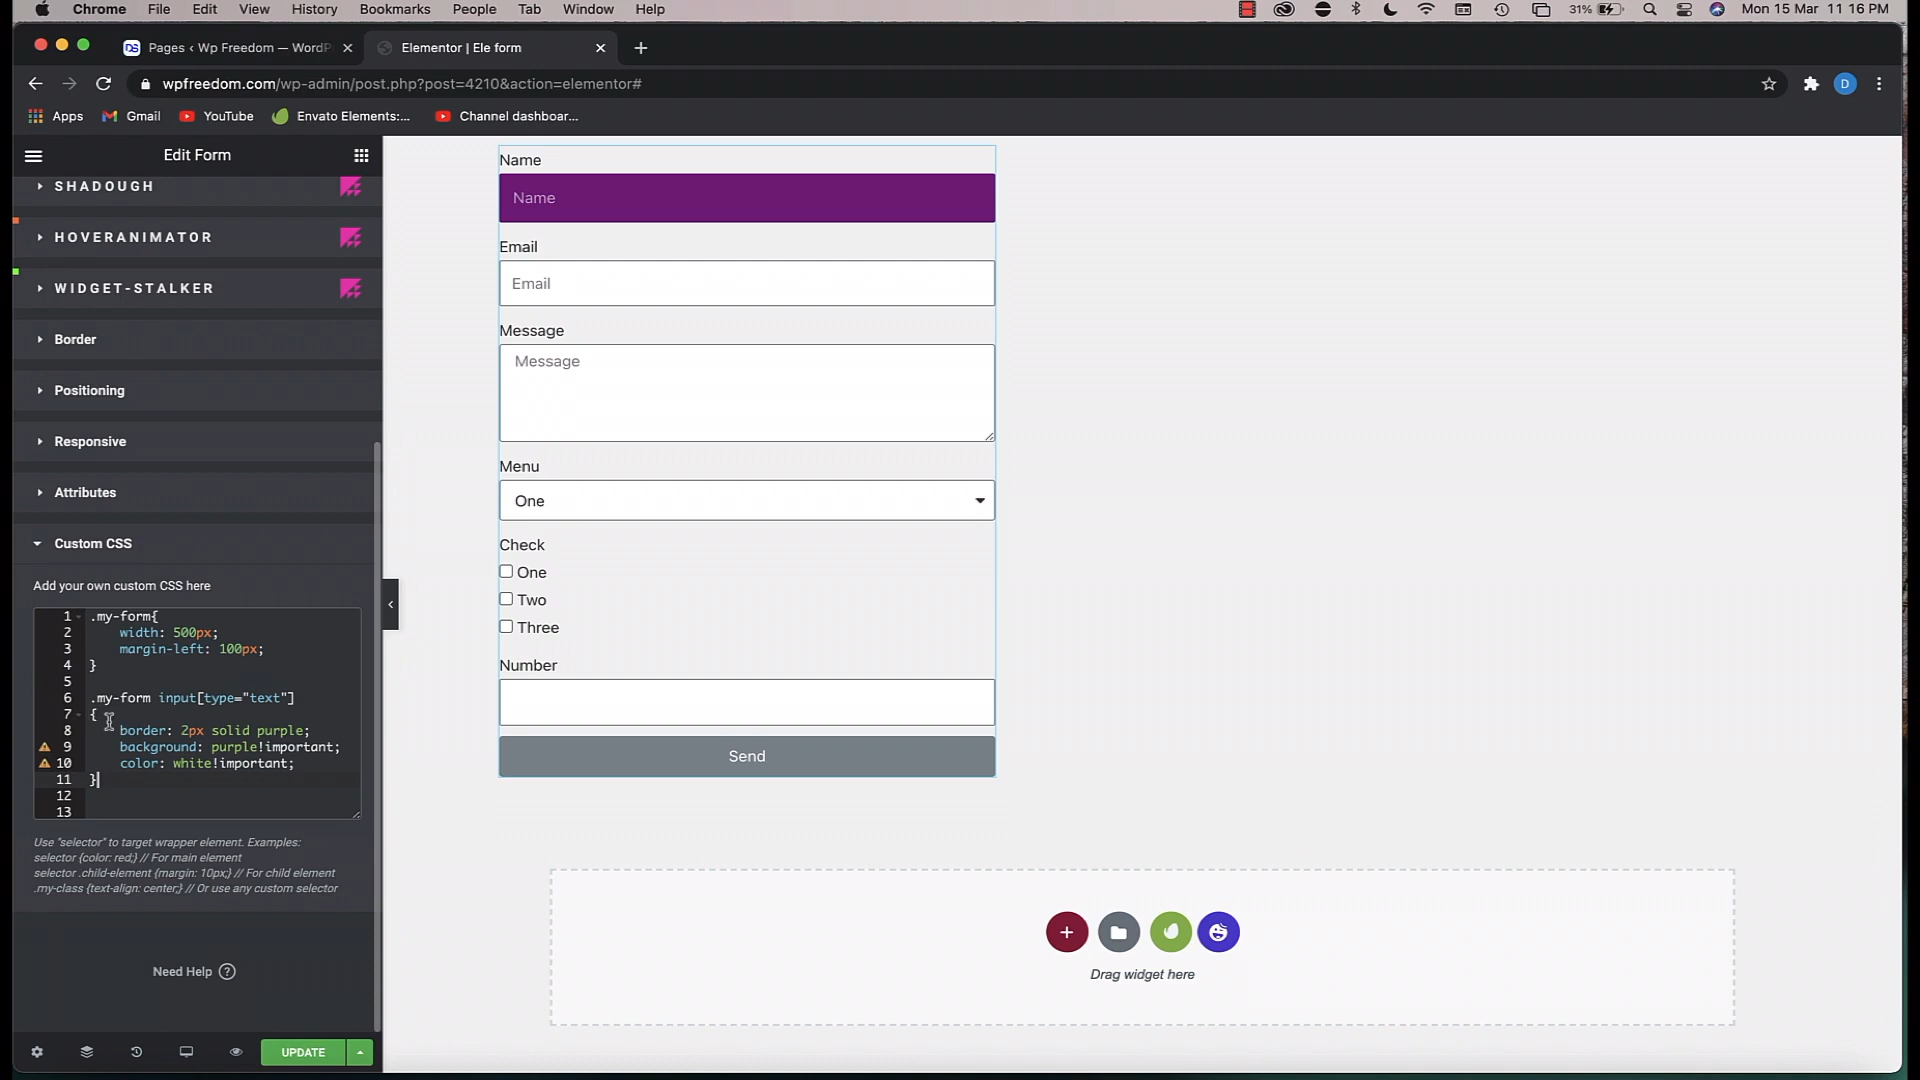 Chrome File Edit View History Bookmarks People Tab Window Help 31% Mon 15 Mar 11:16 PM
Pages ‹ Wp Freedom — WordP Elementor | Ele form
wpfreedom.com/wp-admin/post.php?post=4210&action=elementor# D
Apps Gmail YouTube Envato Elements:... Channel dashboar...
Edit Form
SHADOUGH
HOVERANIMATOR
WIDGET-STALKER
Border
Positioning
Responsive
Attributes
Custom CSS
Add your own custom CSS here
1 .my-form{
2 width: 500px;
3 margin-left: 100px;
4 }
5
6 .my-form input[type="text"]
7 {
8 border: 2px solid purple;
9 background: purple!important;
10 color: white!important;
11 }
12
13
Use "selector" to target wrapper element. Examples:
selector {color: red;} // For main element
selector .child-element {margin: 10px;} // For child element
.my-class {text-align: center;} // Or use any custom selector
Need Help ?
UPDATE
Name
Name
Email
Email
Message
Message
Menu
One
Check
One
Two
Three
Number
Send
Drag widget here